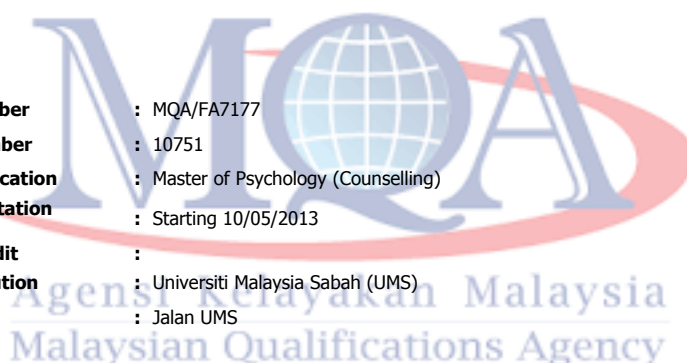 MQA
ber : MQA/FA7177
ber : 10751
cation : Master of Psychology (Counselling)
tation : Starting 10/05/2013
dit :
ution : Universiti Malaysia Sabah (UMS)
: Jalan UMS
Agensi Kelayakan Malaysia
Malaysian Qualifications Agency